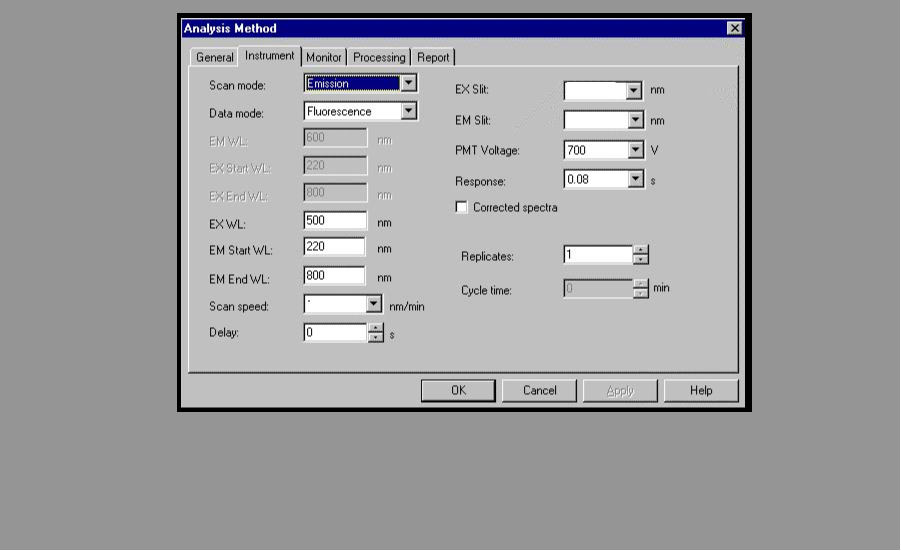 Analysis Method
General Instrument Monitor Processing Report
Scan mode: Emission
Data mode: Fluorescence
EM WL: 600 nm
EX Start WL: 220 nm
EX End WL: 800 nm
EX WL: 500 nm
EM Start WL: 220 nm
EM End WL: 800 nm
Scan speed: nm/min
Delay: 0 s
EX Slit: nm
EM Slit: nm
PMT Voltage: 700 V
Response: 0.08 s
Corrected spectra
Replicates: 1
Cycle time: 0 min
OK Cancel Apply Help